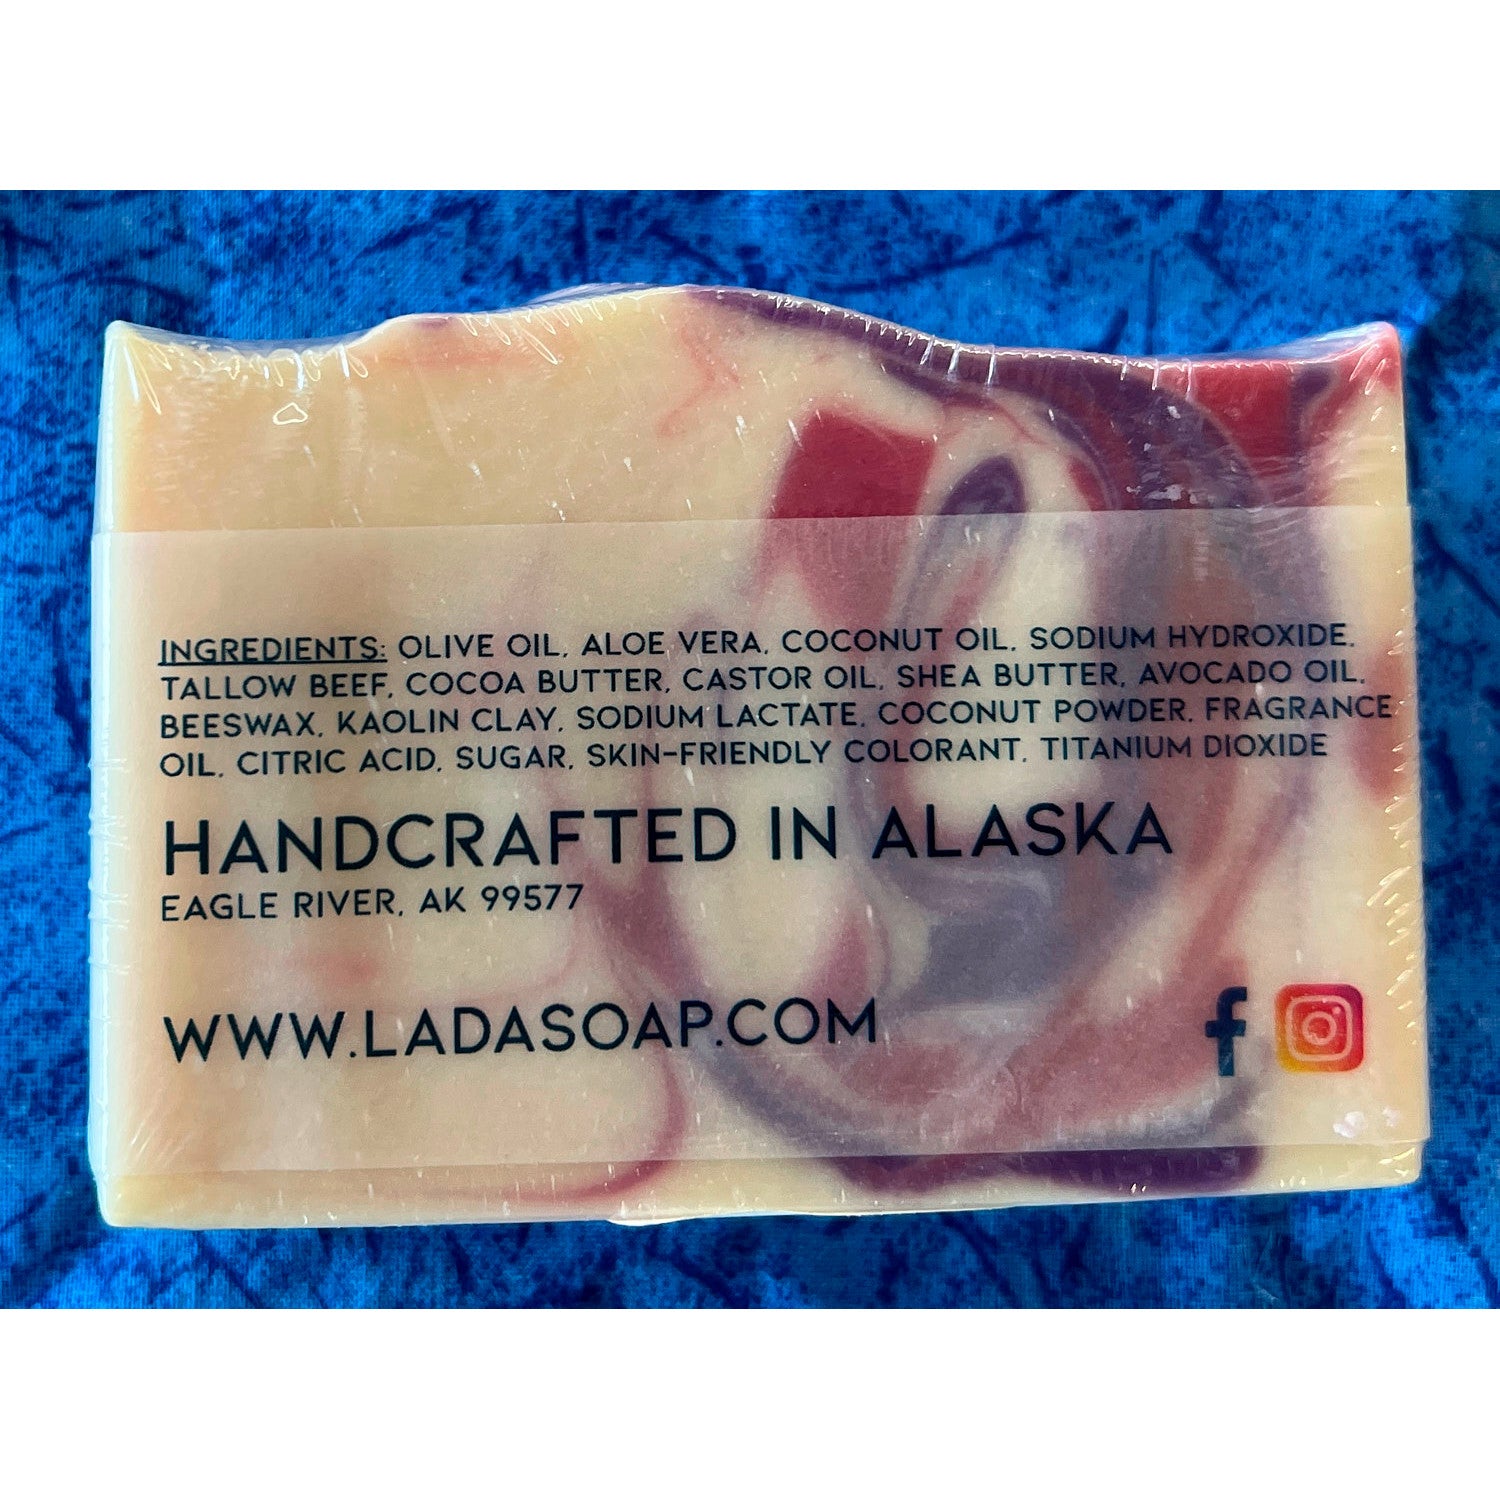 INGREDIENTS: OLIVE OIL, ALOE VERA, COCONUT OIL, SODIUM HYDROXIDE,
TALLOW BEEF, COCOA BUTTER, CASTOR OIL, SHEA BUTTER, AVOCADO OIL,
BEESWAX, KAOLIN CLAY, SODIUM LACTATE, COCONUT POWDER, FRAGRANCE
OIL, CITRIC ACID, SUGAR, SKIN-FRIENDLY COLORANT, TITANIUM DIOXIDE
HANDCRAFTED IN ALASKA
EAGLE RIVER, AK 99577
WWW.LADASOAP.COM